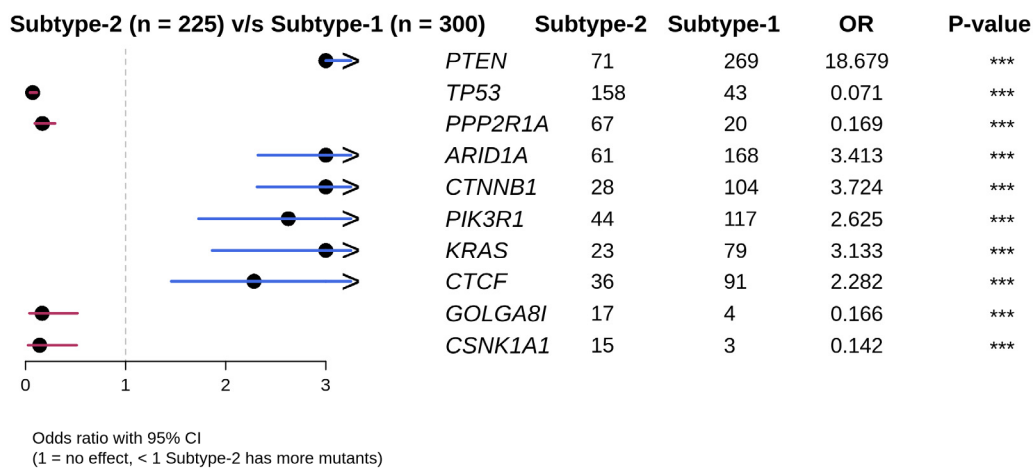 Subtype-2 (n = 225) v/s Subtype-1 (n = 300) Subtype-2 Subtype-1 OR P-value
PTEN 71 269 18.679 ***
TP53 158 43 0.071 ***
PPP2R1A 67 20 0.169 ***
ARID1A 61 168 3.413 ***
CTNNB1 28 104 3.724 ***
PIK3R1 44 117 2.625 ***
KRAS 23 79 3.133 ***
CTCF 36 91 2.282 ***
GOLGA8I 17 4 0.166 ***
CSNK1A1 15 3 0.142 ***
0 1 2 3
Odds ratio with 95% CI
(1 = no effect, < 1 Subtype-2 has more mutants)